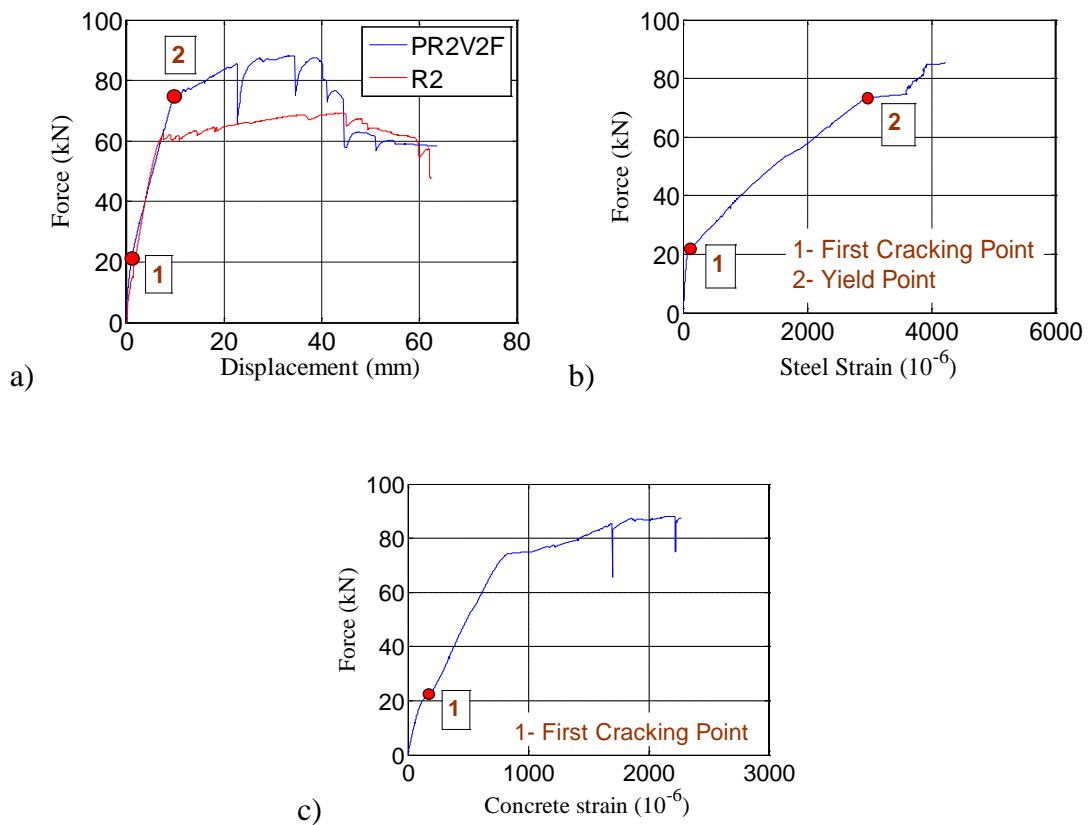 100
80
60
40
20
0
Force (kN)
2
1
PR2V2F
R2
0
20
40
60
80
Displacement (mm)
a)
100
80
60
40
20
0
Force (kN)
1
2
1- First Cracking Point
2- Yield Point
0
2000
4000
6000
Steel Strain (10-6)
b)
100
80
60
40
20
0
Force (kN)
1
1- First Cracking Point
0
1000
2000
3000
Concrete strain (10-6)
c)